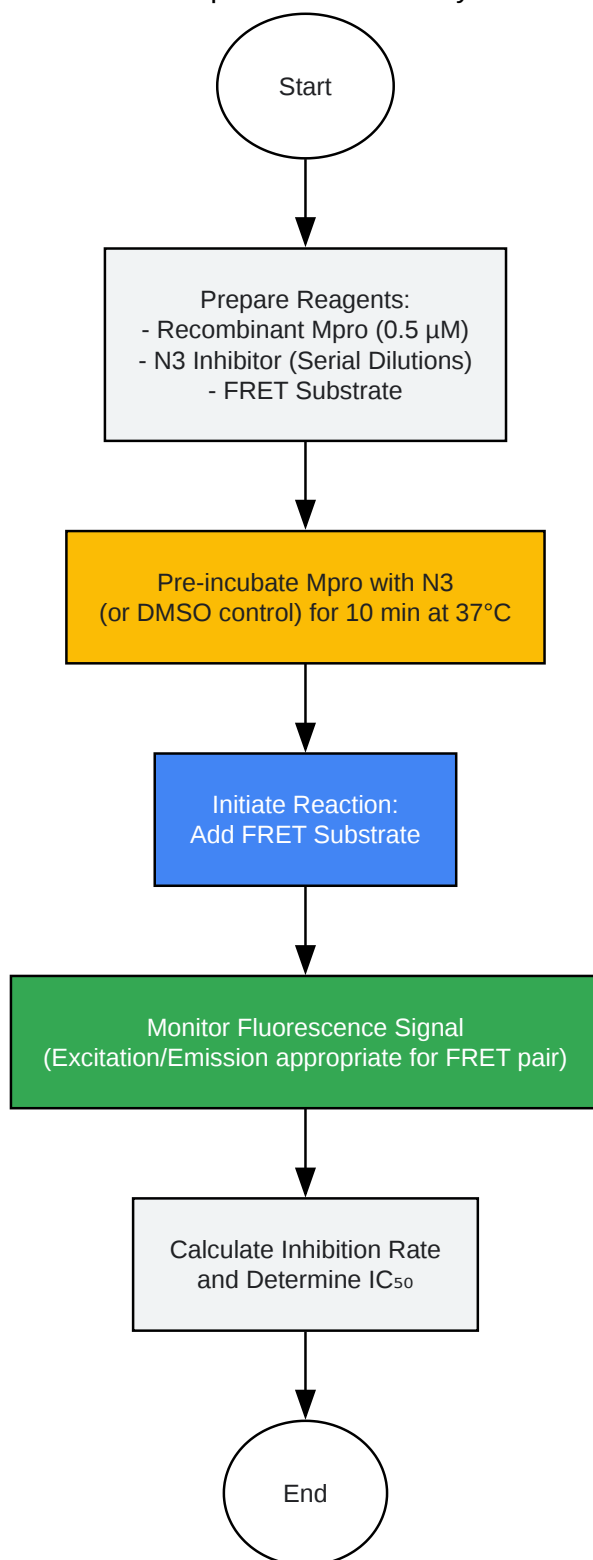 Start
Prepare Reagents:
- Recombinant Mpro (0.5 µM)
- N3 Inhibitor (Serial Dilutions)
- FRET Substrate
Pre-incubate Mpro with N3
(or DMSO control) for 10 min at 37°C
Initiate Reaction:
Add FRET Substrate
Monitor Fluorescence Signal
(Excitation/Emission appropriate for FRET pair)
Calculate Inhibition Rate
and Determine IC₅₀
End